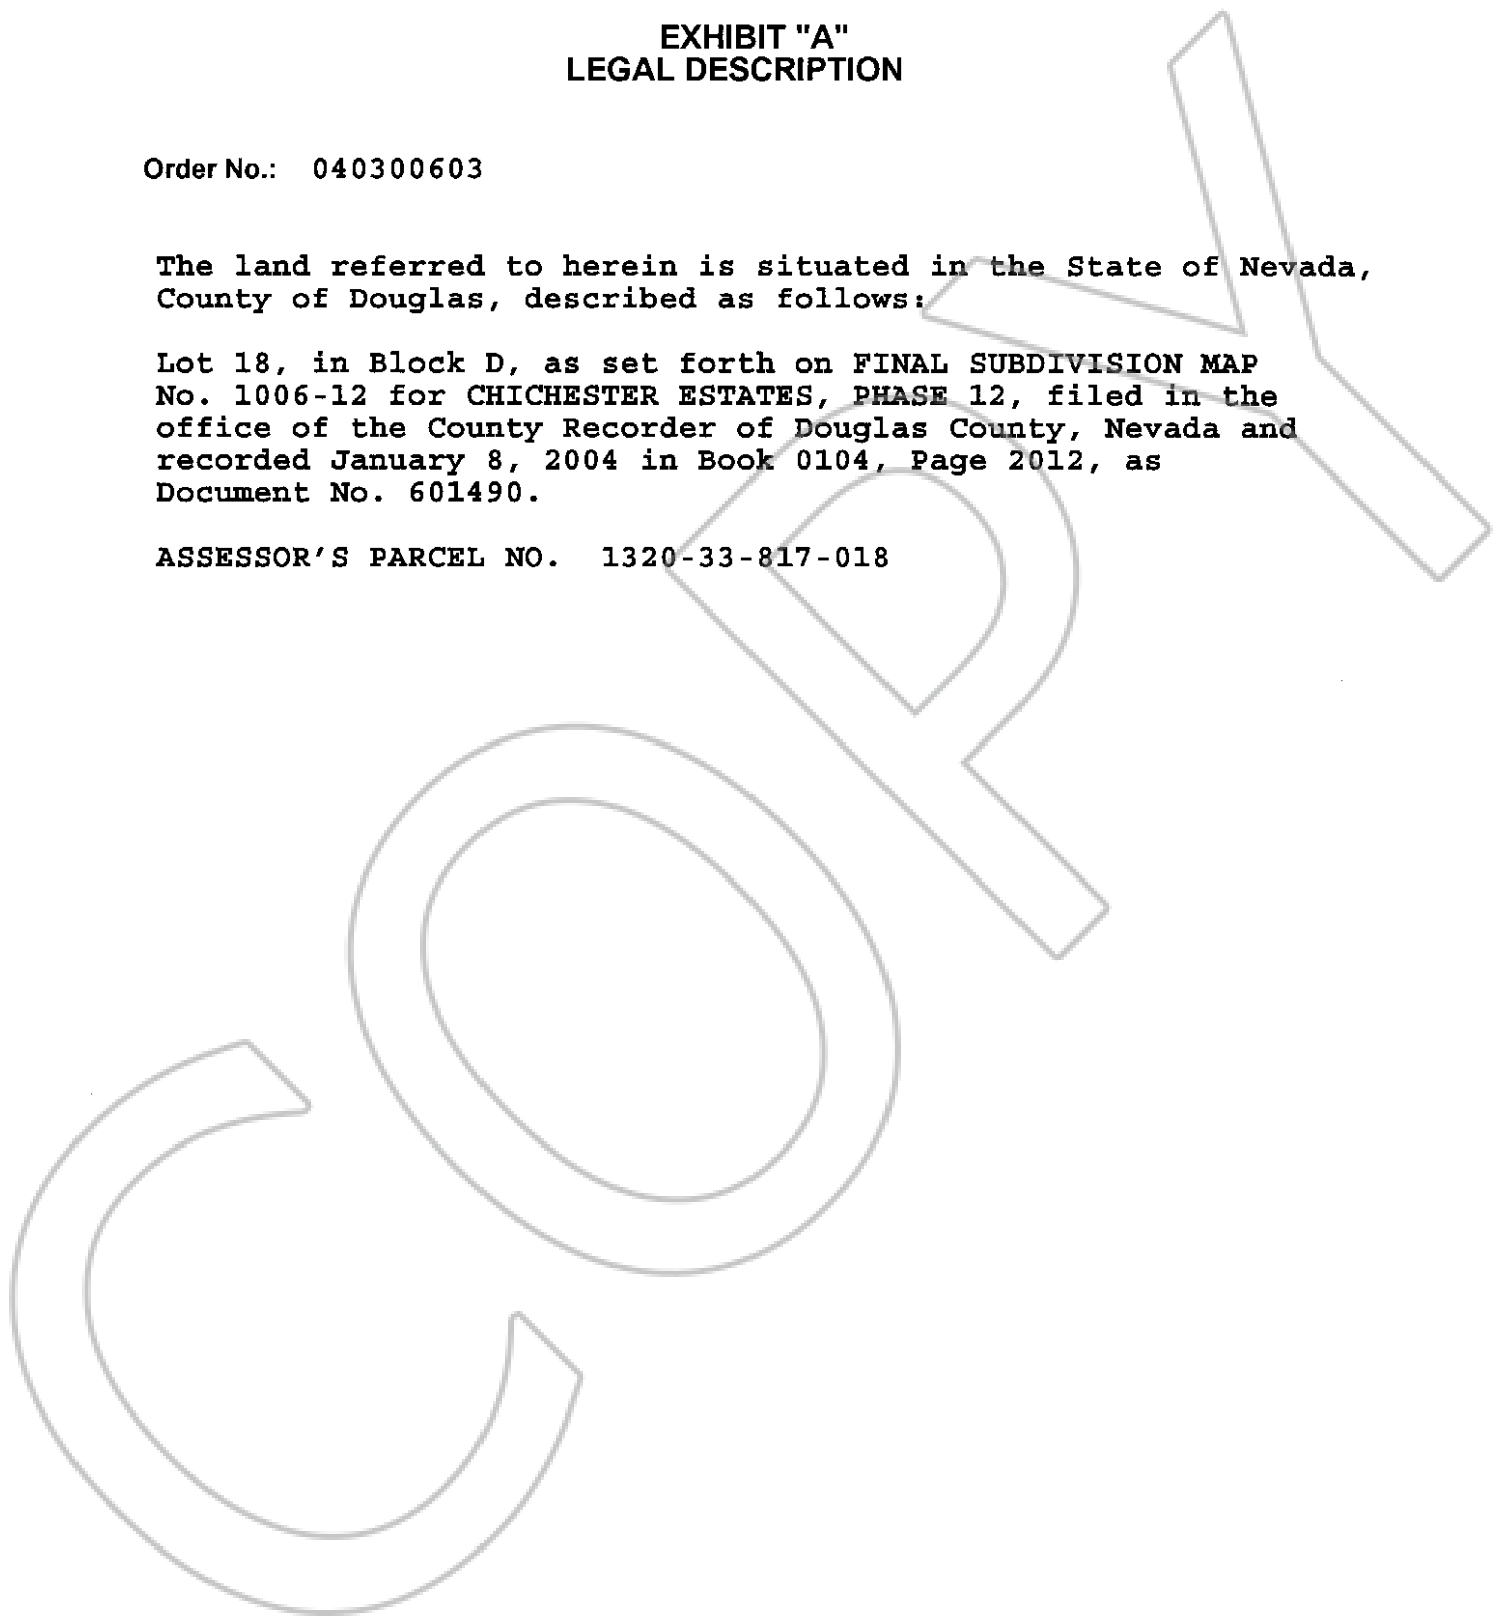 EXHIBIT "A"
LEGAL DESCRIPTION
Order No.: 040300603
The land referred to herein is situated in the State of Nevada,
County of Douglas, described as follows:
Lot 18, in Block D, as set forth on FINAL SUBDIVISION MAP
No. 1006-12 for CHICHESTER ESTATES, PHASE 12, filed in the
office of the County Recorder of Douglas County, Nevada and
recorded January 8, 2004 in Book 0104, Page 2012, as
Document No. 601490.
ASSESSOR'S PARCEL NO. 1320-33-817-018
COPY